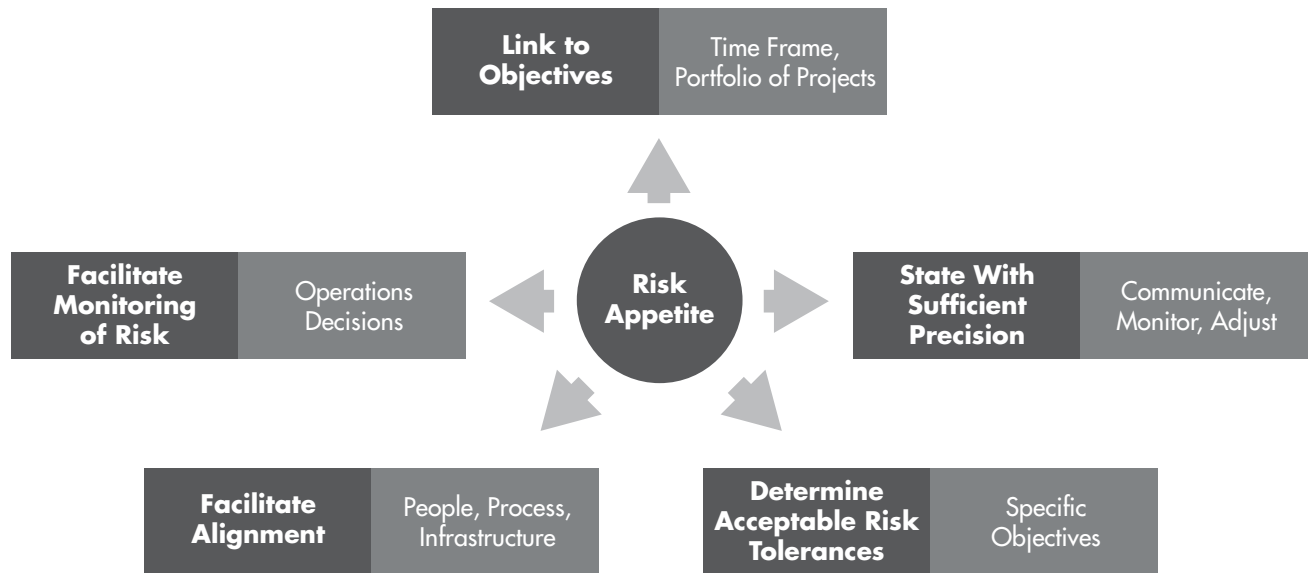 Link to
Objectives
Time Frame,
Portfolio of Projects
Facilitate
Monitoring
of Risk
Operations
Decisions
Risk
Appetite
State With
Sufficient
Precision
Communicate,
Monitor, Adjust
Facilitate
Alignment
People, Process,
Infrastructure
Determine
Acceptable Risk
Tolerances
Specific
Objectives